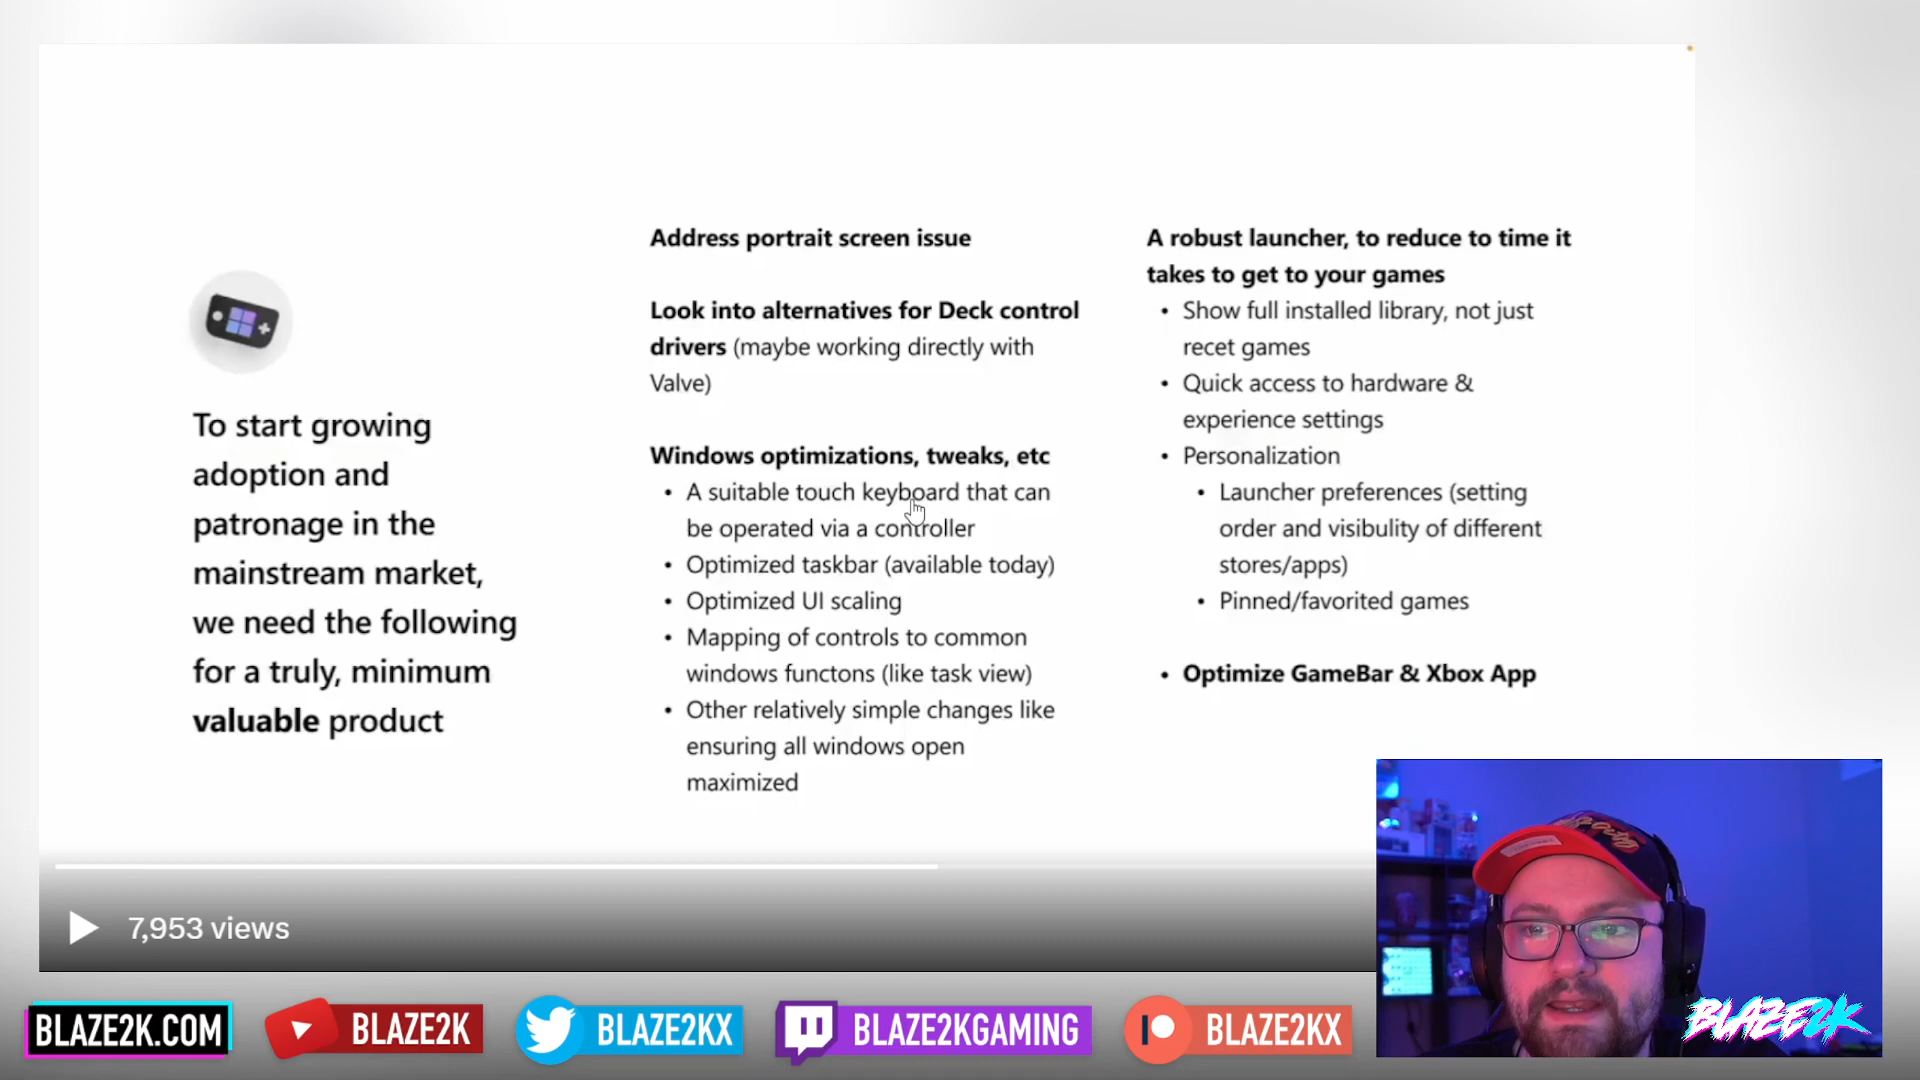 To start growing
adoption and
patronage in the
mainstream market,
we need the following
for a truly, minimum
valuable product
Address portrait screen issue
Look into alternatives for Deck control
drivers (maybe working directly with
Valve)
Windows optimizations, tweaks, etc
• A suitable touch keyboard that can
be operated via a controller
• Optimized taskbar (available today)
• Optimized UI scaling
• Mapping of controls to common
windows functons (like task view)
• Other relatively simple changes like
ensuring all windows open
maximized
A robust launcher, to reduce to time it
takes to get to your games
• Show full installed library, not just
recet games
• Quick access to hardware &
experience settings
• Personalization
• Launcher preferences (setting
order and visibulity of different
stores/apps)
• Pinned/favorited games
• Optimize GameBar & Xbox App
7,953 views
BLAZE2K.COM
BLAZE2K
BLAZE2KX
BLAZE2KGAMING
BLAZE2KX
BLAZE2K